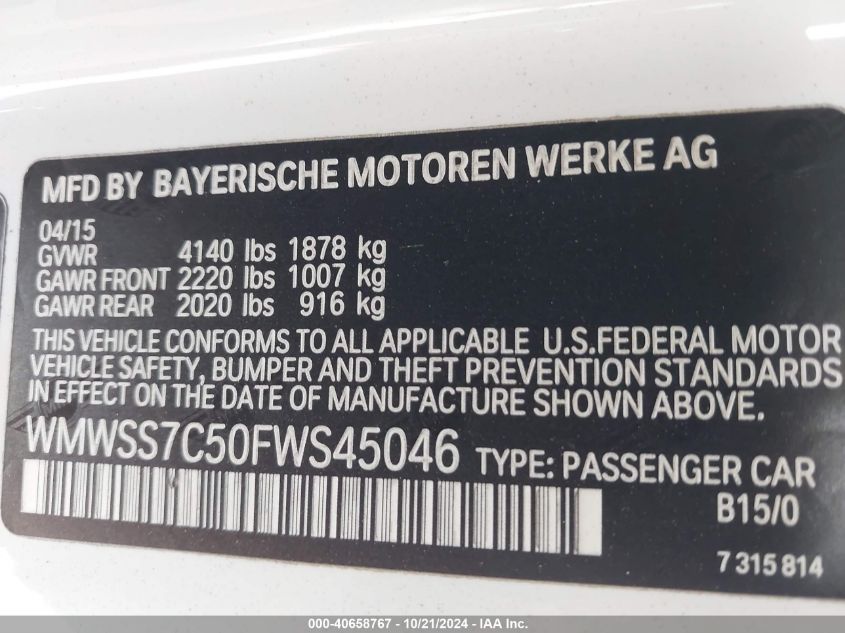 MFD BY BAYERISCHE MOTOREN WERKE AG
04/15
GVWR 4140 lbs 1878 kg
GAWR FRONT 2220 lbs 1007 kg
GAWR REAR 2020 lbs 916 kg
THIS VEHICLE CONFORMS TO ALL APPLICABLE U.S.FEDERAL MOTOR
VEHICLE SAFETY, BUMPER AND THEFT PREVENTION STANDARDS
IN EFFECT ON THE DATE OF MANUFACTURE SHOWN ABOVE.
WMWSS7C50FWS45046 TYPE: PASSENGER CAR
B15/0
7 315 814
000-40658767 - 10/21/2024 - IAA Inc.